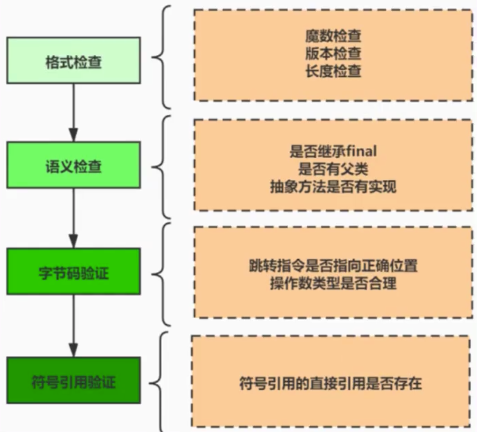 格式检查
魔数检查
版本检查
长度检查
语义检查
是否继承final
是否有父类
抽象方法是否有实现
字节码验证
跳转指令是否指向正确位置
操作数类型是否合理
符号引用验证
符号引用的直接引用是否存在